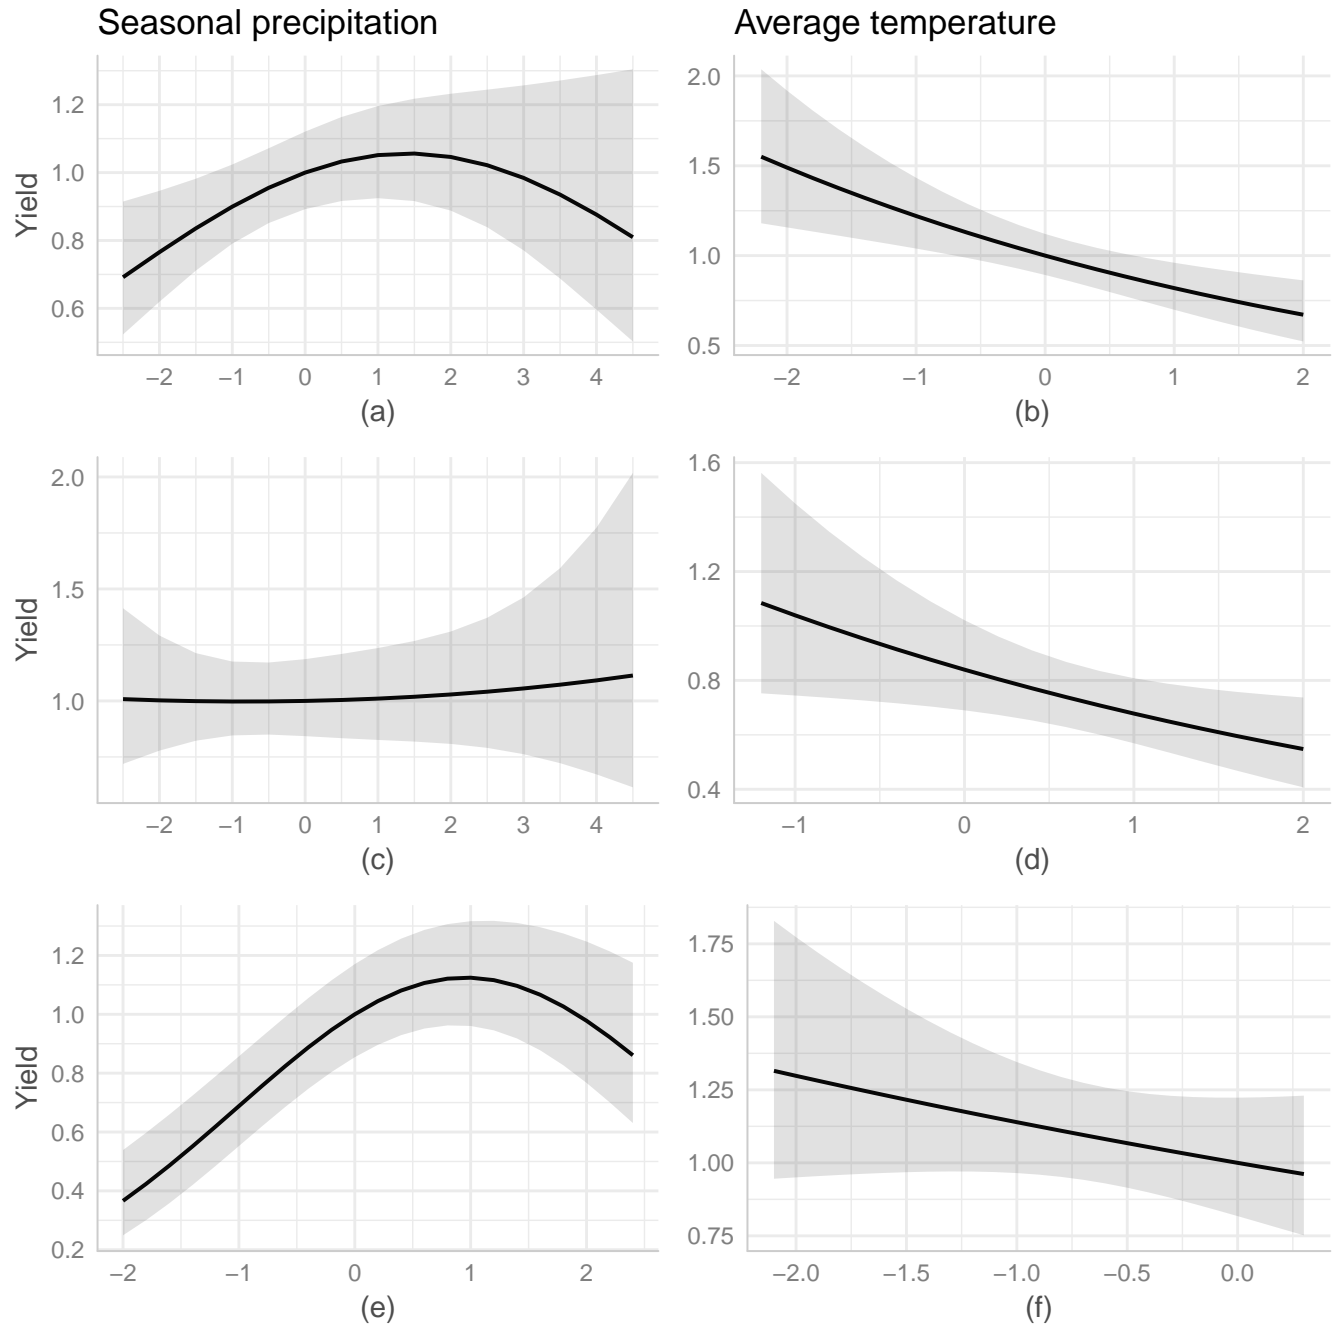 Seasonal precipitation
Average temperature
Yield
1.2
1.0
0.8
0.6
−2 −1 0 1 2 3 4
(a)
2.0
1.5
1.0
0.5
−2 −1 0 1 2
(b)
Yield
2.0
1.5
1.0
−2 −1 0 1 2 3 4
(c)
1.6
1.2
0.8
0.4
−1 0 1 2
(d)
Yield
1.2
1.0
0.8
0.6
0.4
0.2
−2 −1 0 1 2
(e)
1.75
1.50
1.25
1.00
0.75
−2.0 −1.5 −1.0 −0.5 0.0
(f)